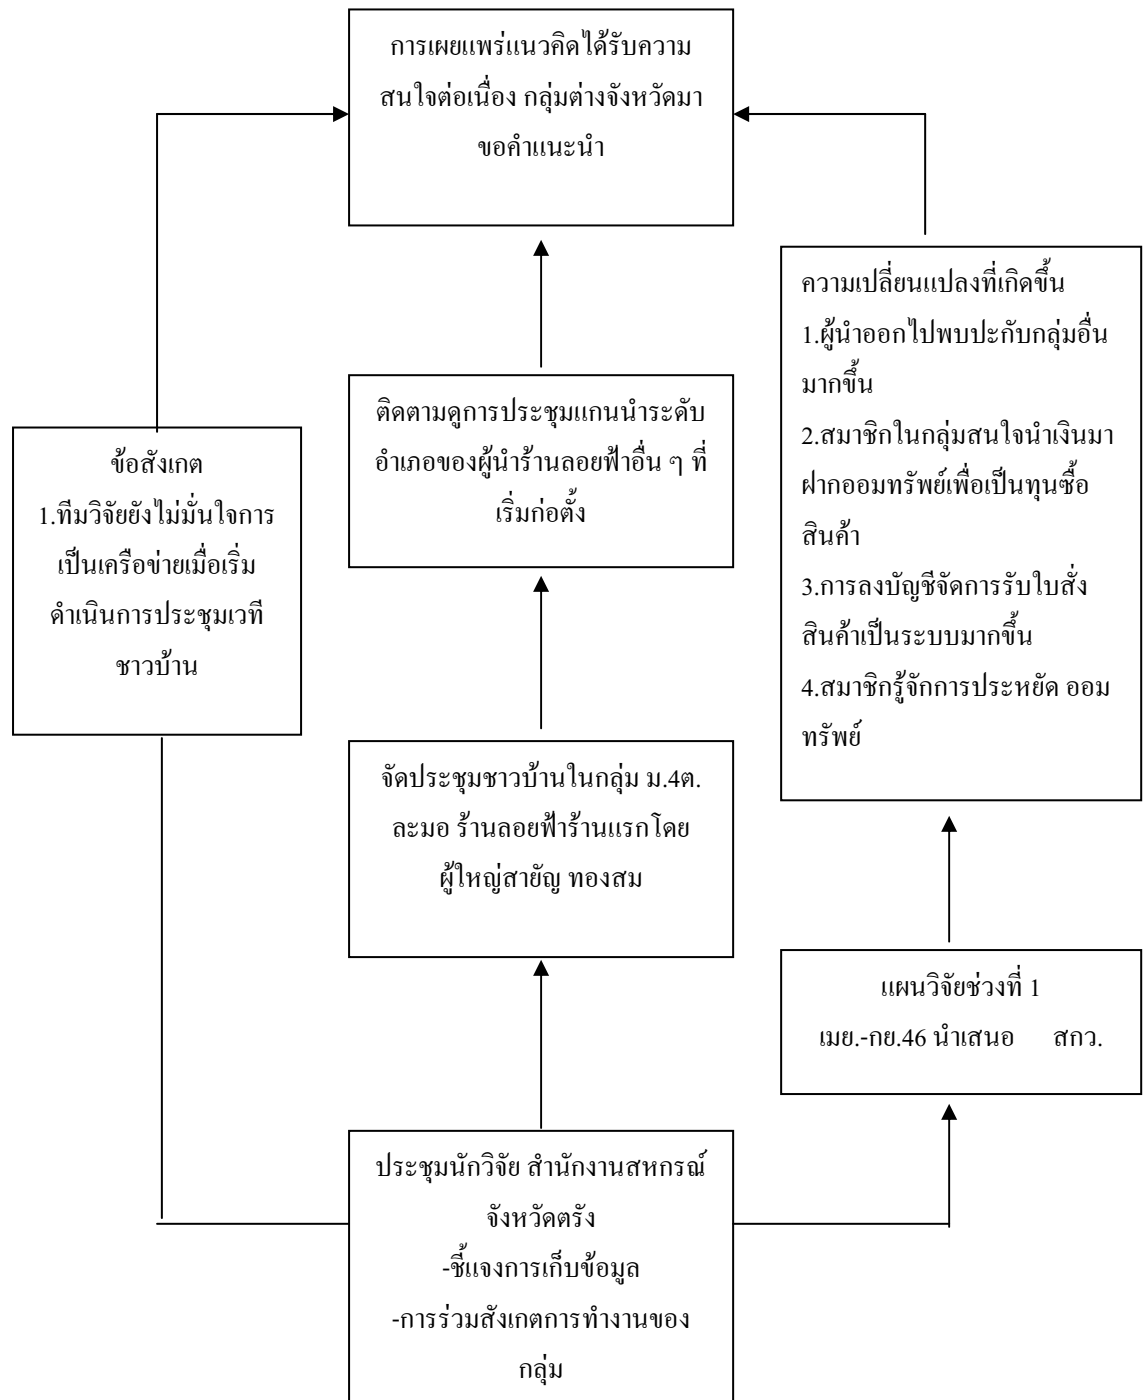 การเผยแพร่แนวคิดได้รับความ
สนใจต่อเนื่อง กลุ่มต่างจังหวัดมา
ขอคำแนะนำ
ความเปลี่ยนแปลงที่เกิดขึ้น
1.ผู้นำออกไปพบปะกับกลุ่มอื่น
มากขึ้น
2.สมาชิกในกลุ่มสนใจนำเงินมา
ฝากออมทรัพย์เพื่อเป็นทุนซื้อ
สินค้า
3.การลงบัญชีจัดการรับใบสั่ง
สินค้าเป็นระบบมากขึ้น
4.สมาชิกรู้จักการประหยัด ออม
ทรัพย์
ติดตามดูการประชุมแกนนำระดับ
อำเภอของผู้นำร้านลอยฟ้าอื่น ๆ ที่
เริ่มก่อตั้ง
ข้อสังเกต
1.ทีมวิจัยยังไม่มั่นใจการ
เป็นเครือข่ายเมื่อเริ่ม
ดำเนินการประชุมเวที
ชาวบ้าน
จัดประชุมชาวบ้านในกลุ่ม ม.4ต.
ละมอ ร้านลอยฟ้าร้านแรกโดย
ผู้ใหญ่สายัญ ทองสม
แผนวิจัยช่วงที่ 1
เมย.-กย.46 นำเสนอ สกว.
ประชุมนักวิจัย สำนักงานสหกรณ์
จังหวัดตรัง
-ชี้แจงการเก็บข้อมูล
-การร่วมสังเกตการทำงานของ
กลุ่ม